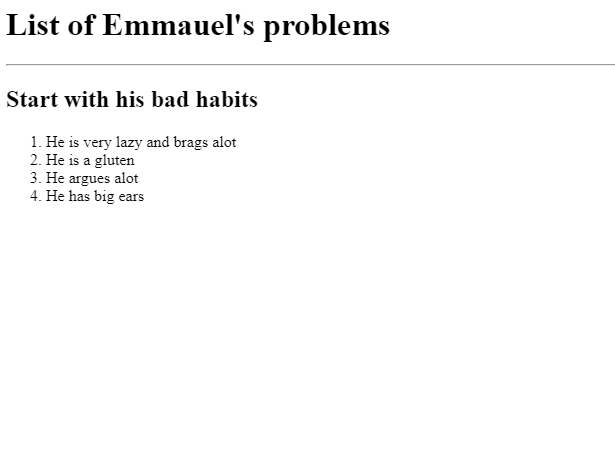 List of Emmauel's problems
Start with his bad habits
1. He is very lazy and brags alot
2. He is a gluten
3. He argues alot
4. He has big ears